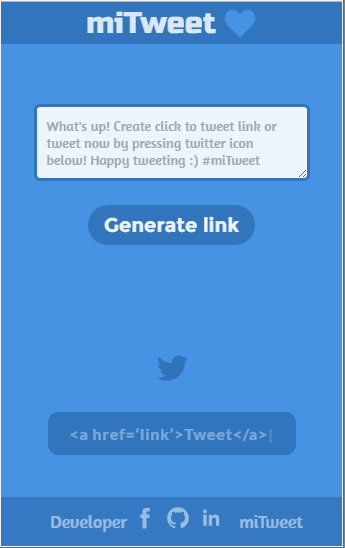 miTweet
What's up! Create click to tweet link or
tweet now by pressing twitter icon
below! Happy tweeting :) #miTweet
Generate link
<a href=‘link’>Tweet</a>|
Developer f in miTweet